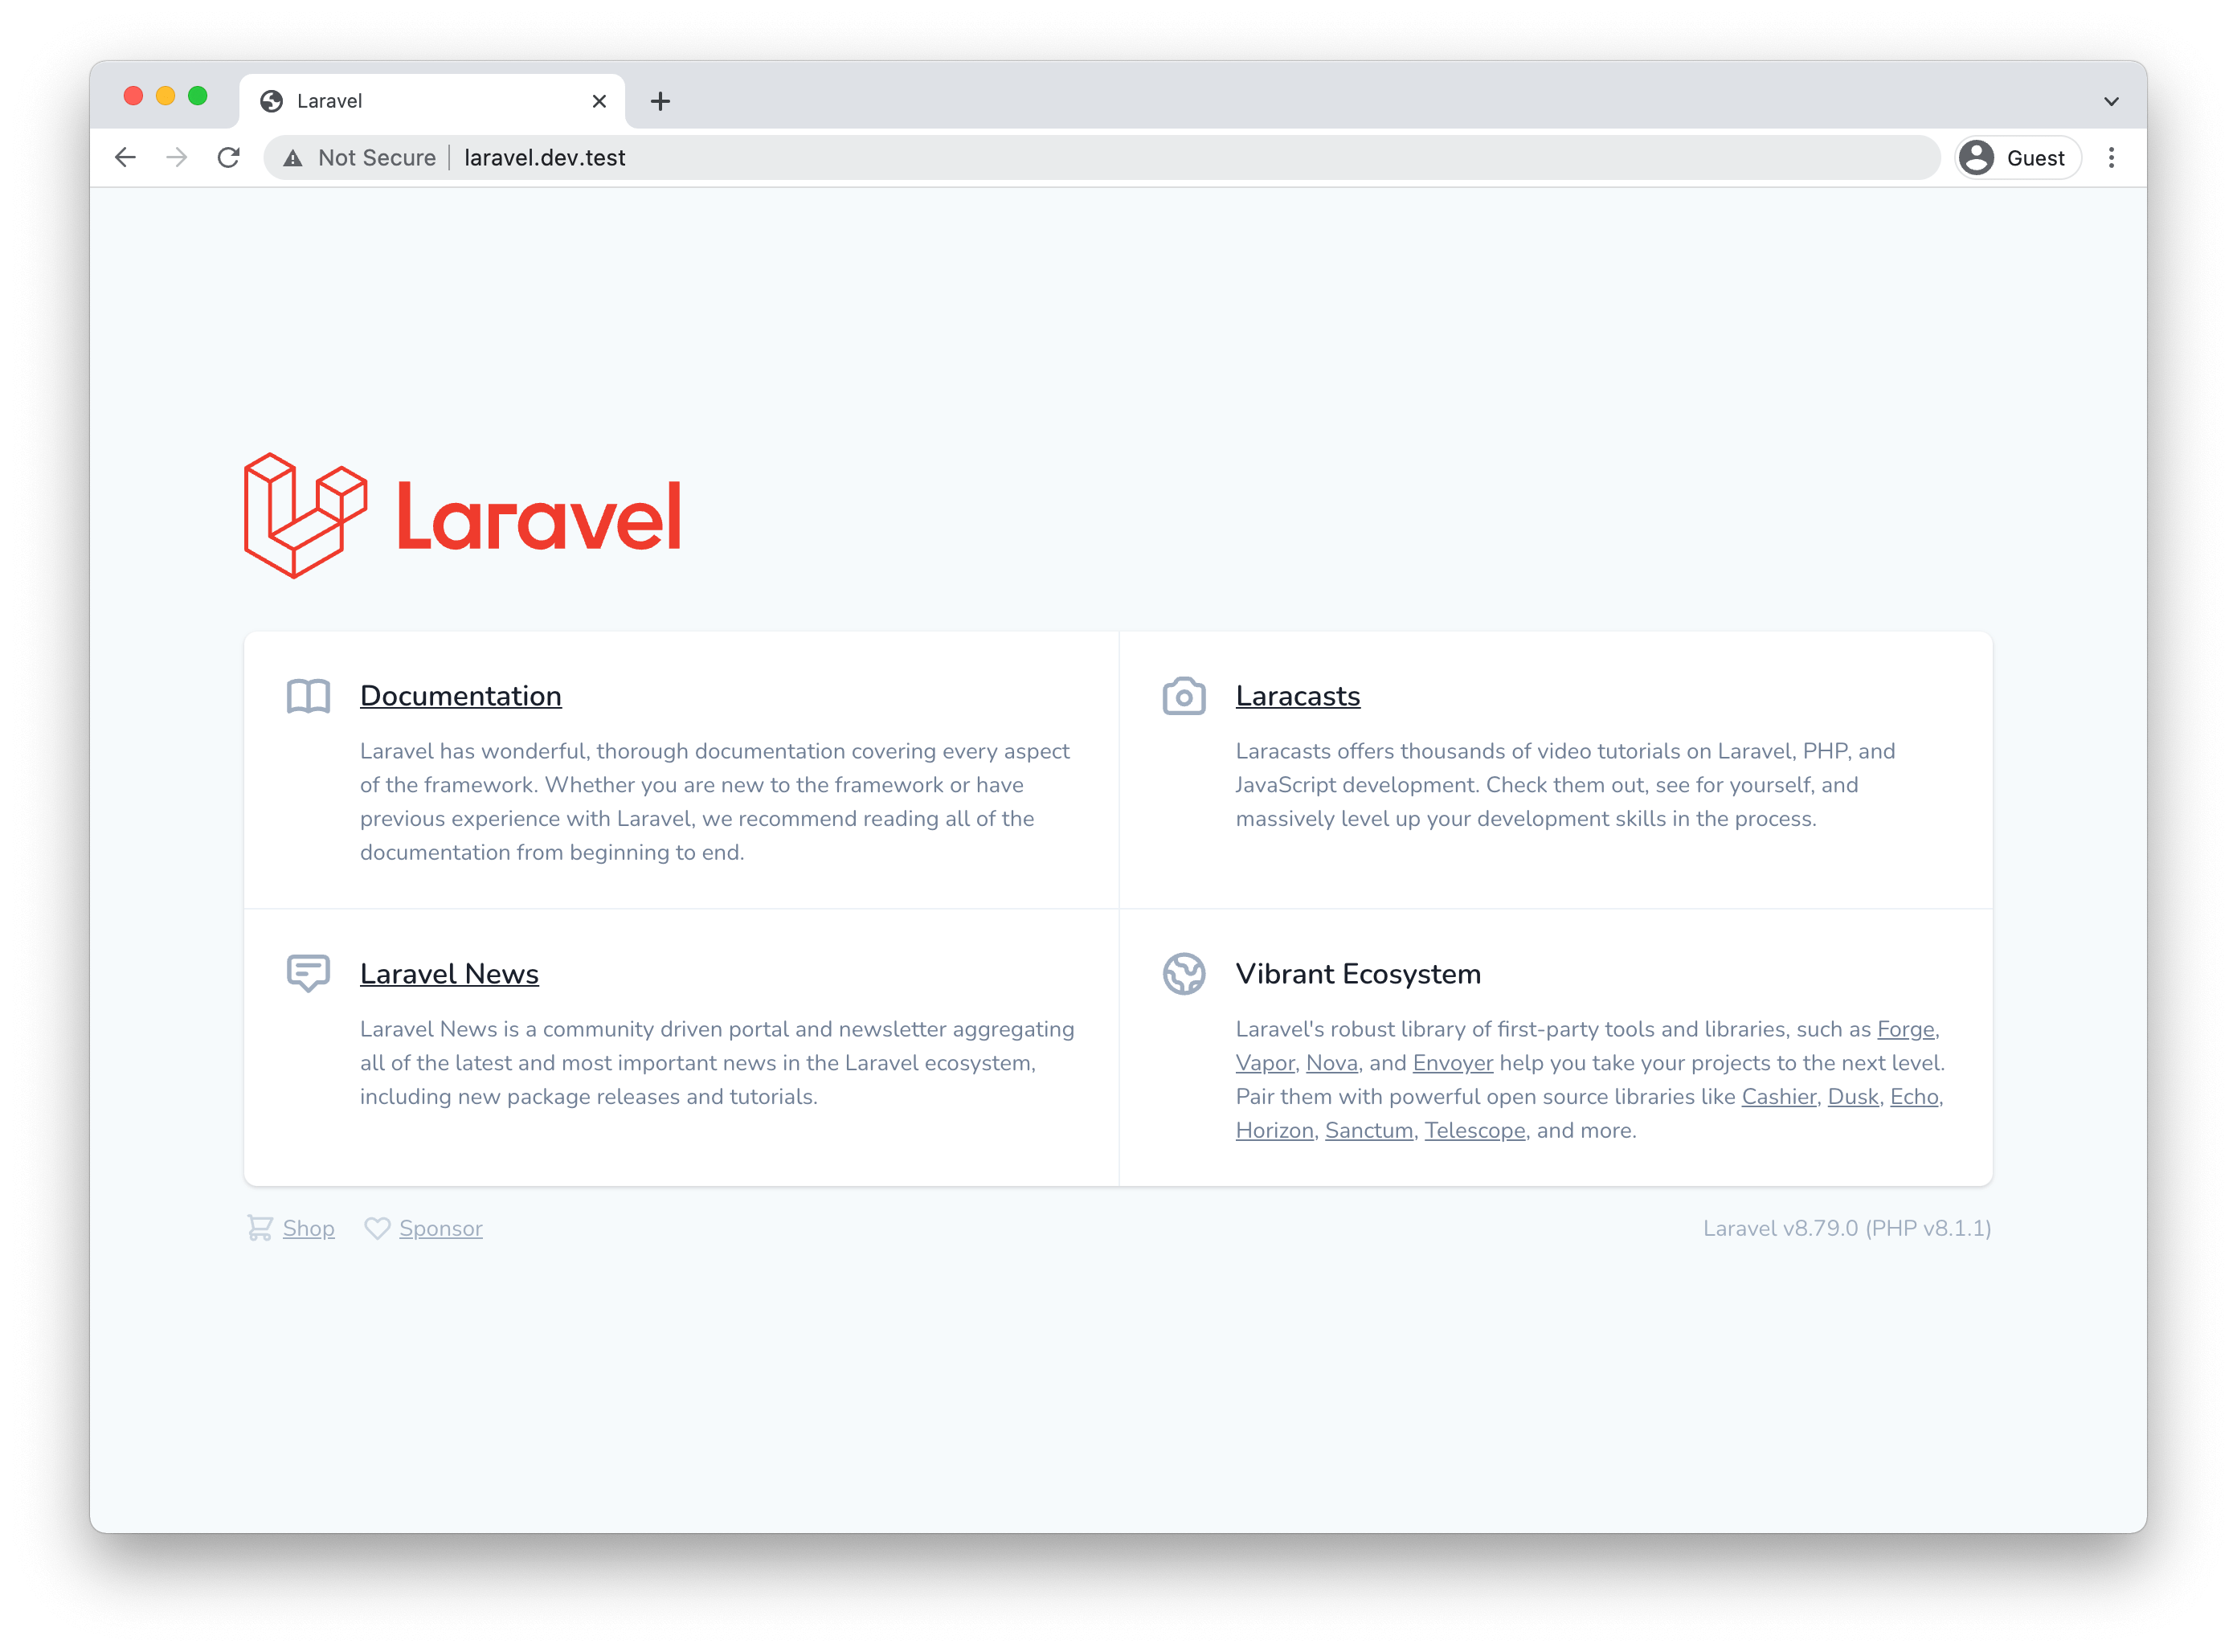 Laravel
Not Secure | laravel.dev.test
Guest
Laravel
Documentation
Laravel has wonderful, thorough documentation covering every aspect
of the framework. Whether you are new to the framework or have
previous experience with Laravel, we recommend reading all of the
documentation from beginning to end.
Laracasts
Laracasts offers thousands of video tutorials on Laravel, PHP, and
JavaScript development. Check them out, see for yourself, and
massively level up your development skills in the process.
Laravel News
Laravel News is a community driven portal and newsletter aggregating
all of the latest and most important news in the Laravel ecosystem,
including new package releases and tutorials.
Vibrant Ecosystem
Laravel's robust library of first-party tools and libraries, such as Forge,
Vapor, Nova, and Envoyer help you take your projects to the next level.
Pair them with powerful open source libraries like Cashier, Dusk, Echo,
Horizon, Sanctum, Telescope, and more.
Shop Sponsor
Laravel v8.79.0 (PHP v8.1.1)